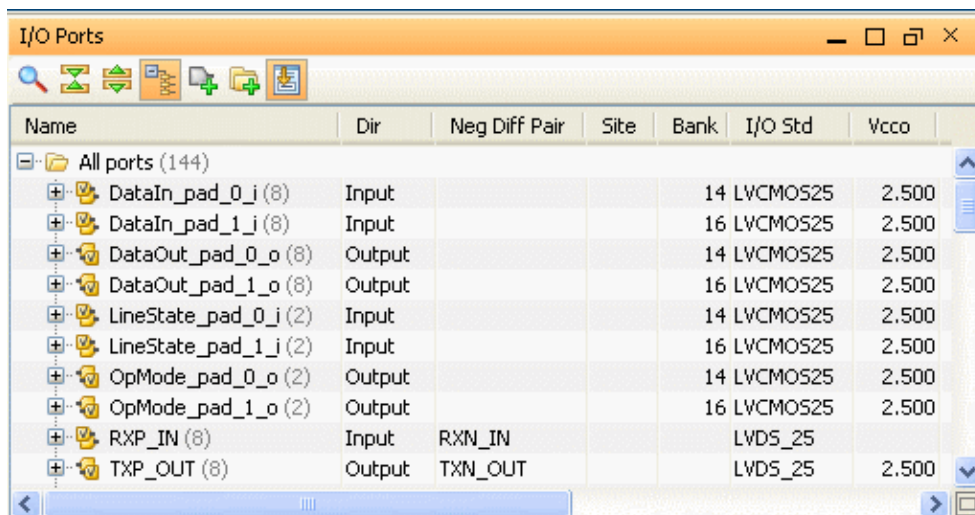 I/O Ports
Name Dir Neg Diff Pair Site Bank I/O Std Vcco
All ports (144)
DataIn_pad_0_i (8) Input 14 LVCMOS25 2.500
DataIn_pad_1_i (8) Input 16 LVCMOS25 2.500
DataOut_pad_0_o (8) Output 14 LVCMOS25 2.500
DataOut_pad_1_o (8) Output 16 LVCMOS25 2.500
LineState_pad_0_i (2) Input 14 LVCMOS25 2.500
LineState_pad_1_i (2) Input 16 LVCMOS25 2.500
OpMode_pad_0_o (2) Output 14 LVCMOS25 2.500
OpMode_pad_1_o (2) Output 16 LVCMOS25 2.500
RXP_IN (8) Input RXN_IN LVDS_25
TXP_OUT (8) Output TXN_OUT LVDS_25 2.500